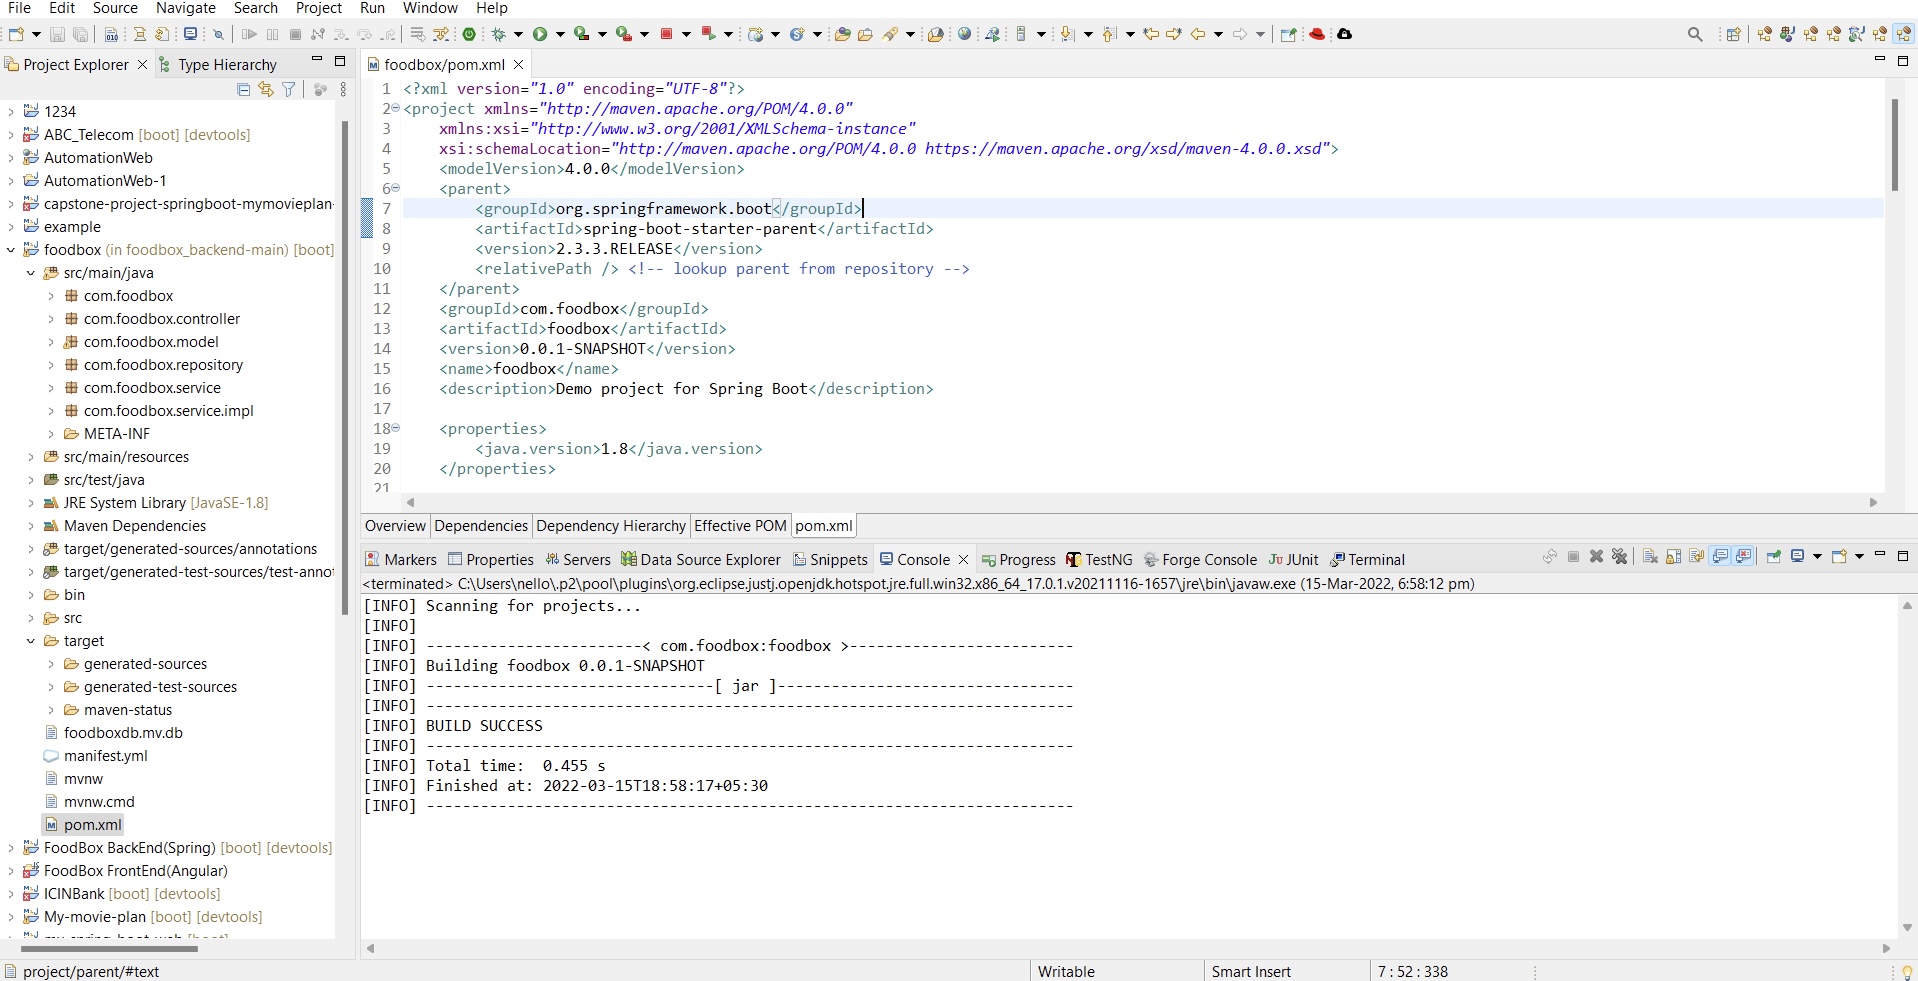 File Edit Source Navigate Search Project Run Window Help
Project Explorer Type Hierarchy
1234
ABC_Telecom [boot] [devtools]
AutomationWeb
AutomationWeb-1
capstone-project-springboot-mymovieplan-
example
foodbox (in foodbox_backend-main) [boot]
src/main/java
com.foodbox
com.foodbox.controller
com.foodbox.model
com.foodbox.repository
com.foodbox.service
com.foodbox.service.impl
META-INF
src/main/resources
src/test/java
JRE System Library [JavaSE-1.8]
Maven Dependencies
target/generated-sources/annotations
target/generated-test-sources/test-annot
bin
src
target
generated-sources
generated-test-sources
maven-status
foodboxdb.mv.db
manifest.yml
mvnw
mvnw.cmd
pom.xml
FoodBox BackEnd(Spring) [boot] [devtools]
FoodBox FrontEnd(Angular)
ICINBank [boot] [devtools]
My-movie-plan [boot] [devtools]
foodbox/pom.xml
1 <?xml version="1.0" encoding="UTF-8"?>
2 <project xmlns="http://maven.apache.org/POM/4.0.0"
3 xmlns:xsi="http://www.w3.org/2001/XMLSchema-instance"
4 xsi:schemaLocation="http://maven.apache.org/POM/4.0.0 https://maven.apache.org/xsd/maven-4.0.0.xsd">
5 <modelVersion>4.0.0</modelVersion>
6 <parent>
7 <groupId>org.springframework.boot</groupId>
8 <artifactId>spring-boot-starter-parent</artifactId>
9 <version>2.3.3.RELEASE</version>
10 <relativePath /> <!-- lookup parent from repository -->
11 </parent>
12 <groupId>com.foodbox</groupId>
13 <artifactId>foodbox</artifactId>
14 <version>0.0.1-SNAPSHOT</version>
15 <name>foodbox</name>
16 <description>Demo project for Spring Boot</description>
17
18 <properties>
19 <java.version>1.8</java.version>
20 </properties>
21
Overview Dependencies Dependency Hierarchy Effective POM pom.xml
Markers Properties Servers Data Source Explorer Snippets Console Progress TestNG Forge Console JUnit Terminal
<terminated> C:\Users\nello\.p2\pool\plugins\org.eclipse.justj.openjdk.hotspot.jre.full.win32.x86_64_17.0.1.v20211116-1657\jre\bin\javaw.exe (15-Mar-2022, 6:58:12 pm)
[INFO] Scanning for projects...
[INFO]
[INFO] ------------------------< com.foodbox:foodbox >-------------------------
[INFO] Building foodbox 0.0.1-SNAPSHOT
[INFO] --------------------------------[ jar ]---------------------------------
[INFO] ------------------------------------------------------------------------
[INFO] BUILD SUCCESS
[INFO] ------------------------------------------------------------------------
[INFO] Total time:  0.455 s
[INFO] Finished at: 2022-03-15T18:58:17+05:30
[INFO] ------------------------------------------------------------------------
project/parent/#text Writable Smart Insert 7 : 52 : 338